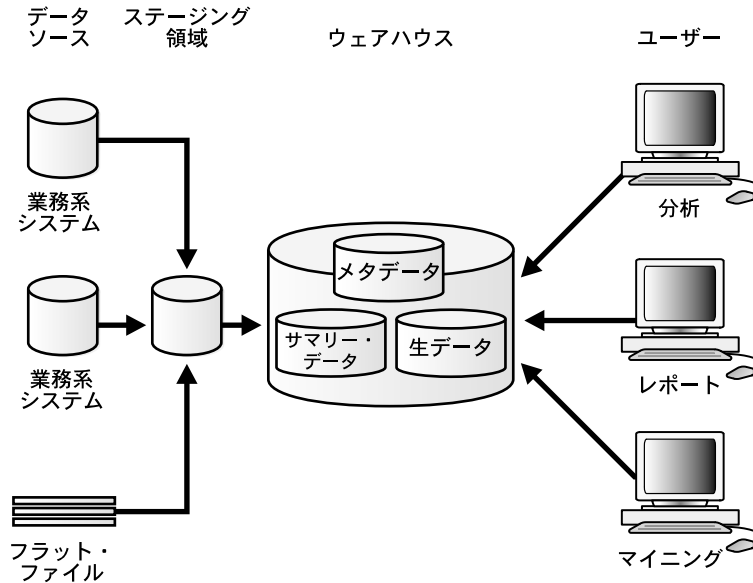 データ
ソース
ステージング
領域
ウェアハウス
ユーザー
業務系
システム
分析
メタデータ
サマリー・
データ
生データ
業務系
システム
レポート
フラット・
ファイル
マイニング